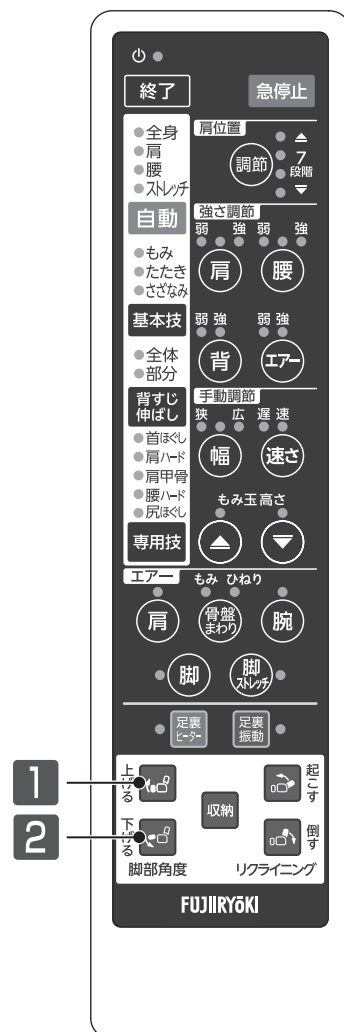 終了
急停止
全身
肩
腰
ストレッチ
自動
もみ
たたき
さざなみ
基本技
全体
部分
背すじ
伸ばし
首ほぐし
肩ハード
肩甲骨
腰ハード
尻ほぐし
専用技
肩位置
調節
7
段階
強さ調節
弱 強 弱 強
肩 腰
弱 強 弱 強
背 エアー
手動調節
狭 広 遅 速
幅 速さ
もみ玉高さ
エアー
もみ ひねり
肩
骨盤
まわり
腕
脚
脚
ストレッチ
足裏
ヒーター
足裏
振動
1
上げる
起こす
収納
2
下げる
倒す
脚部角度 リクライニング
FUJIIRYOKI